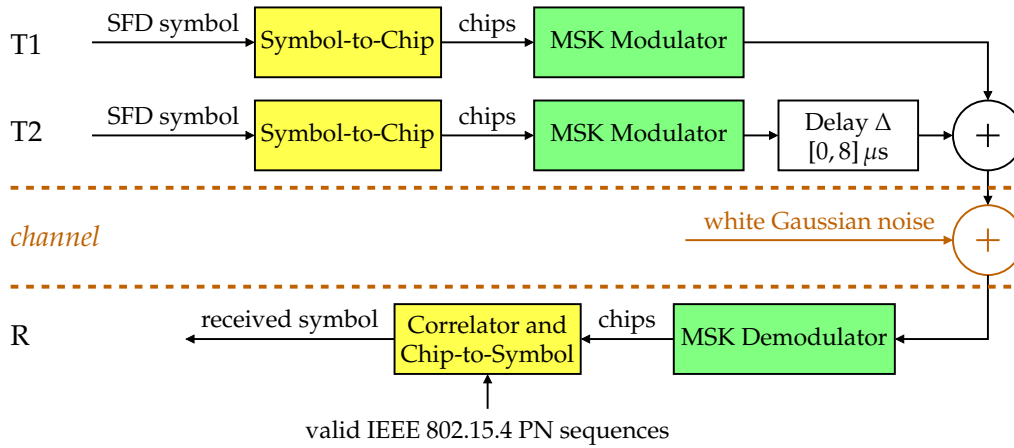 T1
SFD symbol
Symbol-to-Chip
chips
MSK Modulator
T2
SFD symbol
Symbol-to-Chip
chips
MSK Modulator
Delay Δ
[0, 8] μs
+
channel
white Gaussian noise
+
R
received symbol
Correlator and
Chip-to-Symbol
chips
MSK Demodulator
valid IEEE 802.15.4 PN sequences